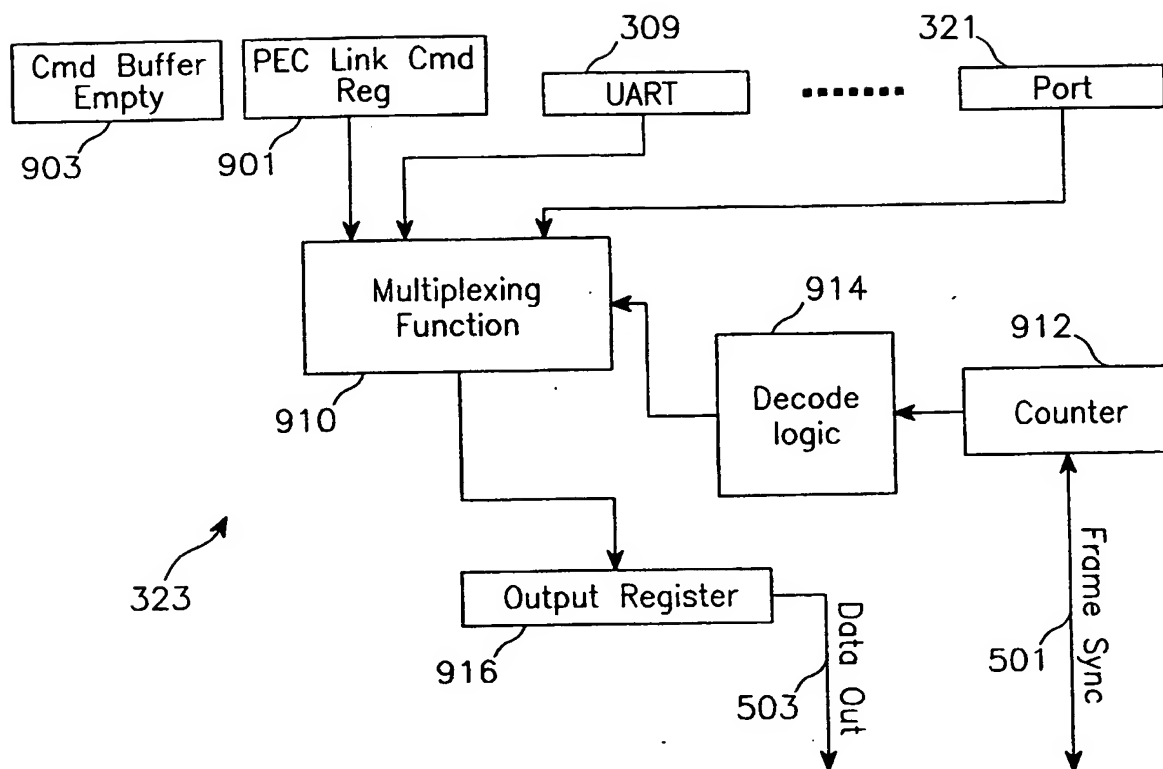 309
321
Cmd Buffer
Empty
PEC Link Cmd
Reg
UART
Port
903
901
Multiplexing
Function
914
912
910
Decode
logic
Counter
323
Output Register
916
503
Data Out
501
Frame Sync